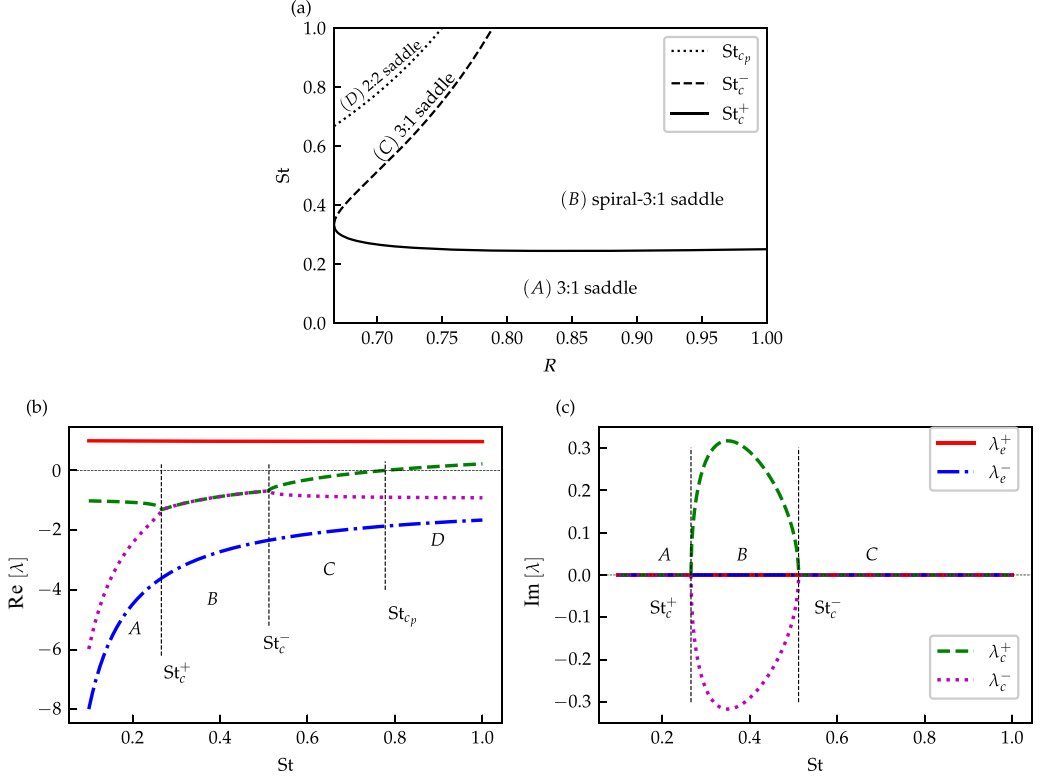 (a)
1.0
0.8
0.6
0.4
0.2
0.0
St
(D) 2:2 saddle
(C) 3:1 saddle
(B) spiral-3:1 saddle
(A) 3:1 saddle
St_{c_p}
St_c^-
St_c^+
0.70 0.75 0.80 0.85 0.90 0.95 1.00
R
(b)
0
−2
−4
−6
−8
Re [λ]
A
B
C
D
St_c^+
St_c^-
St_{c_p}
0.2 0.4 0.6 0.8 1.0
St
(c)
0.3
0.2
0.1
0.0
−0.1
−0.2
−0.3
Im [λ]
A B C
St_c^+
St_c^-
λ_e^+
λ_e^-
λ_c^+
λ_c^-
0.2 0.4 0.6 0.8 1.0
St